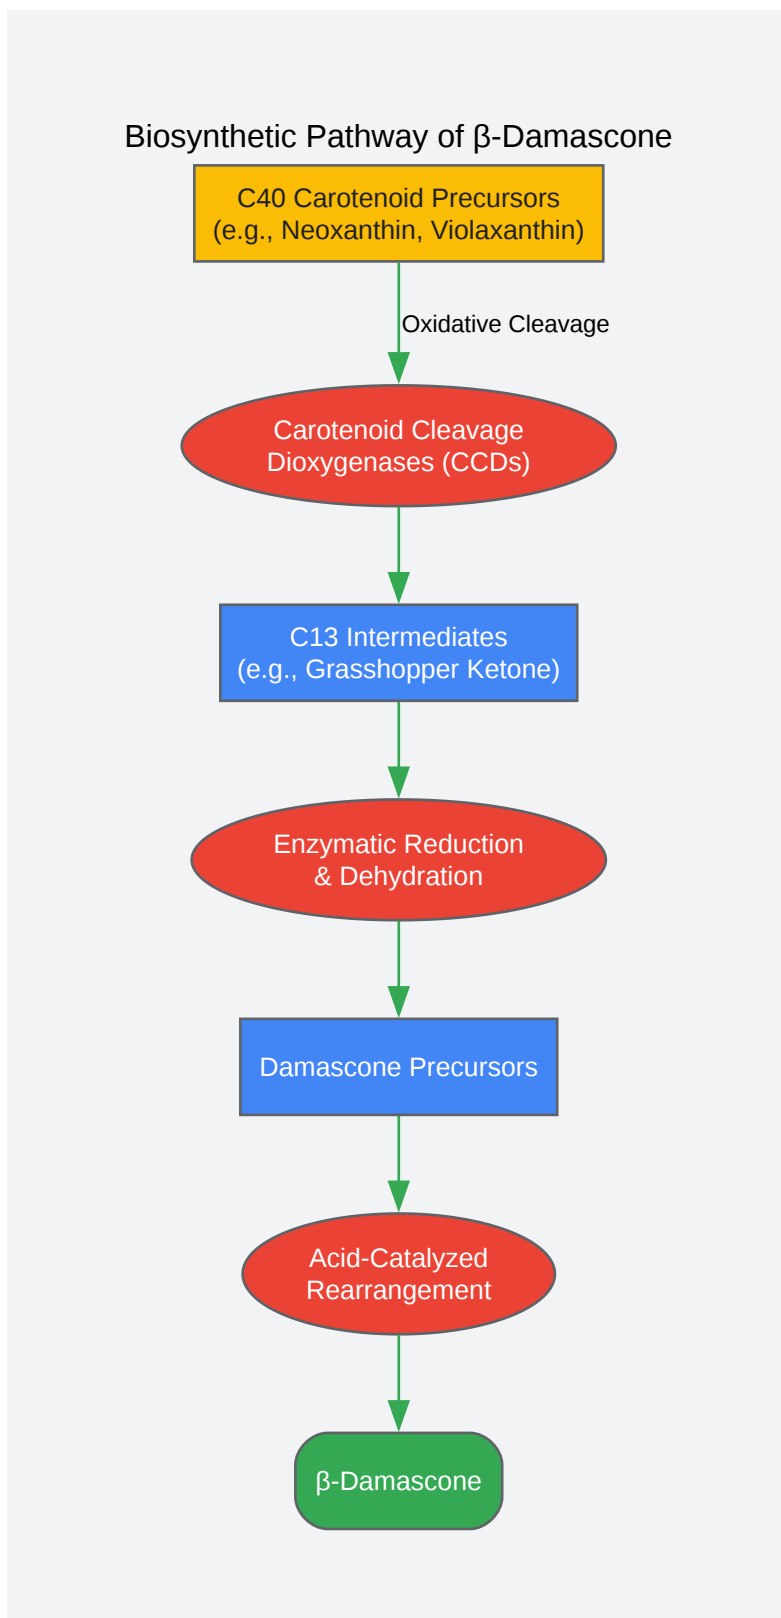 Biosynthetic Pathway of β-Damascone
C40 Carotenoid Precursors
(e.g., Neoxanthin, Violaxanthin)
Oxidative Cleavage
Carotenoid Cleavage
Dioxygenases (CCDs)
C13 Intermediates
(e.g., Grasshopper Ketone)
Enzymatic Reduction
& Dehydration
Damascone Precursors
Acid-Catalyzed
Rearrangement
β-Damascone